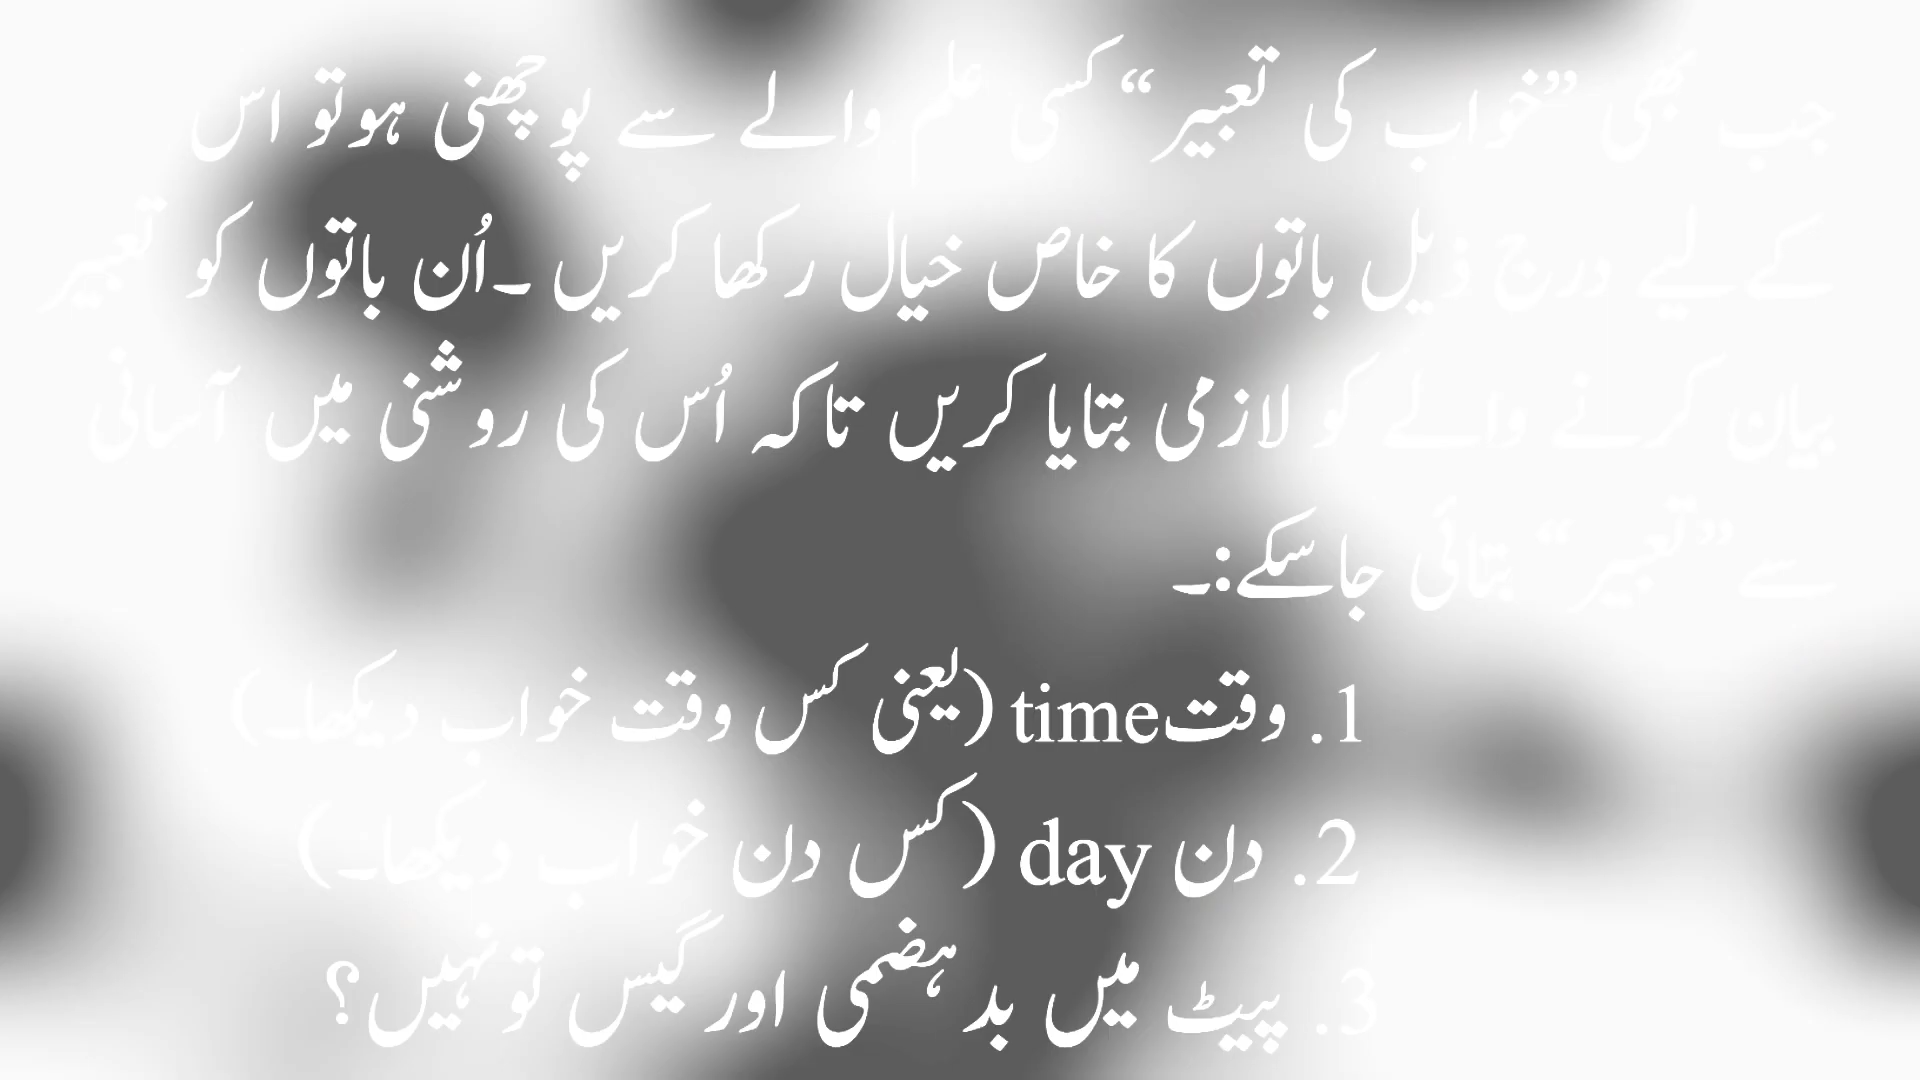 جب بھی ”خواب کی تعبیر“ کسی علم والے سے پوچھنی ہوتو اس
کے لیے درج ذیل باتوں کا خاص خیال رکھا کریں ۔اُن باتوں کو تعبیر
بیان کرنے والے کو لازمی بتایا کریں تاکہ اُس کی روشنی میں آسانی
سے ”تعبیر“ بتائی جاسکے:۔
1. وقتtime (یعنی کس وقت خواب دیکھا۔)
2. دن day (کس دن خواب دیکھا۔)
3. پیٹ میں بدہضمی اور گیس تو نہیں؟